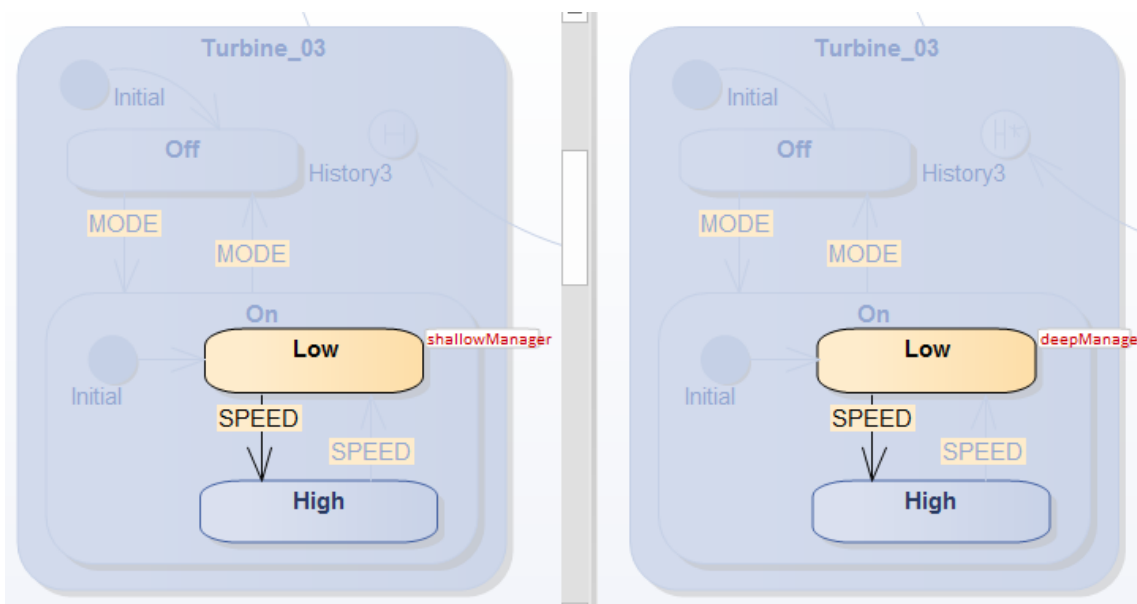 Turbine_03
Initial
Off
H
History3
MODE
MODE
On
Low
shallowManager
Initial
SPEED
SPEED
High
Turbine_03
Initial
Off
H*
History3
MODE
MODE
On
Low
deepManage
Initial
SPEED
SPEED
High